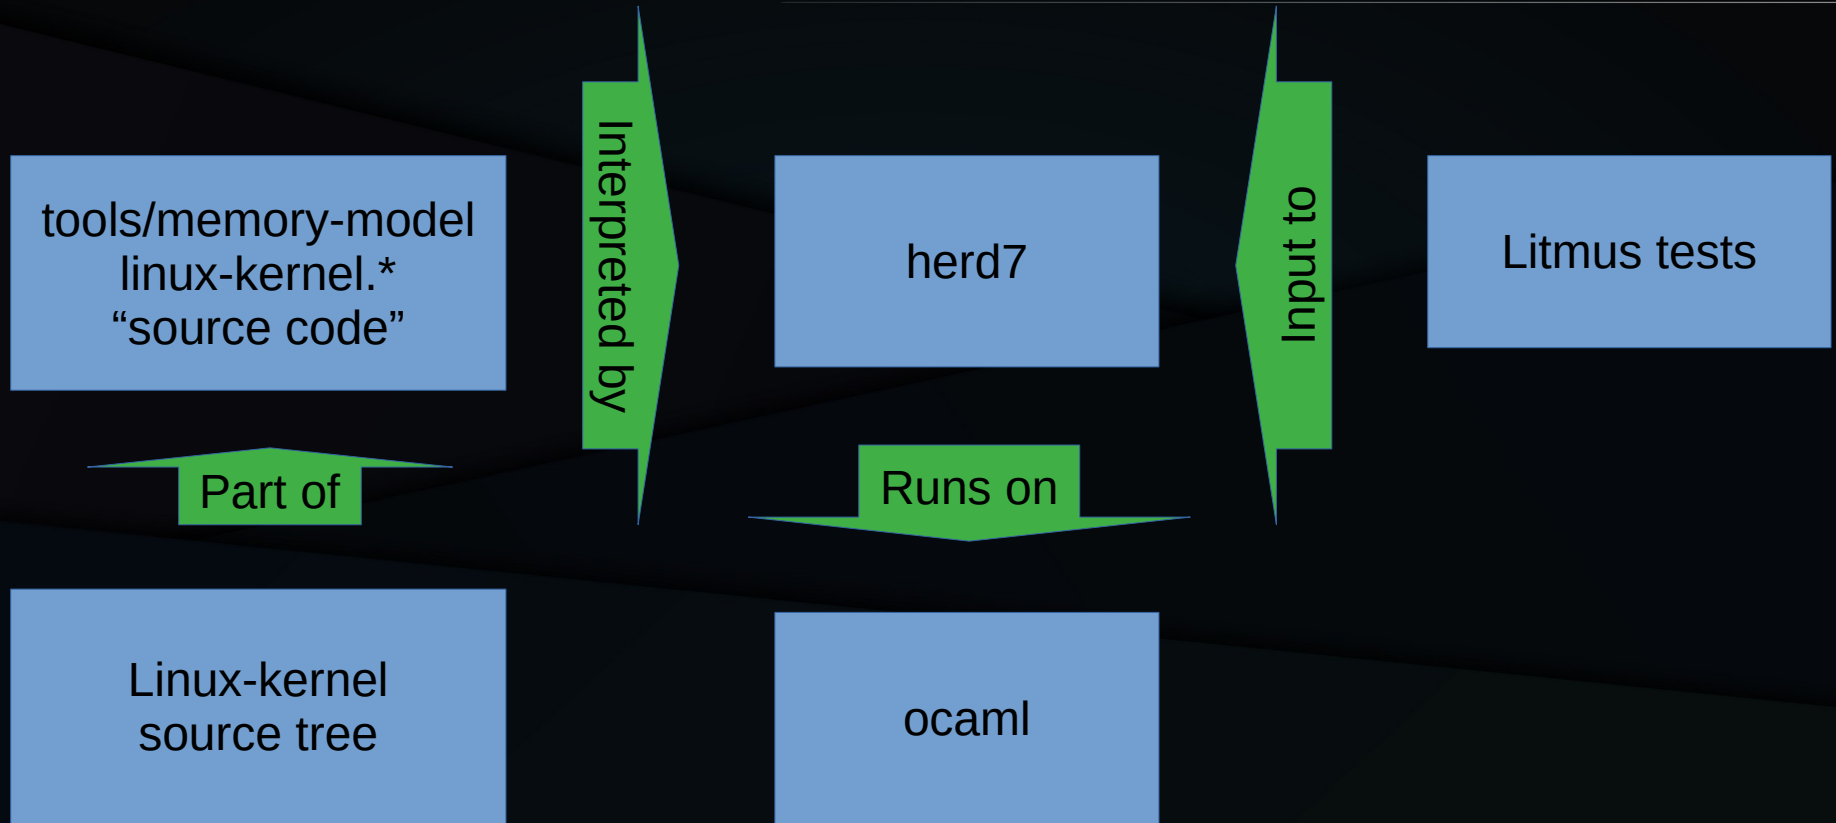 tools/memory-model
linux-kernel.*
“source code”
Interpreted by
herd7
Input to
Litmus tests
Part of
Runs on
Linux-kernel
source tree
ocaml